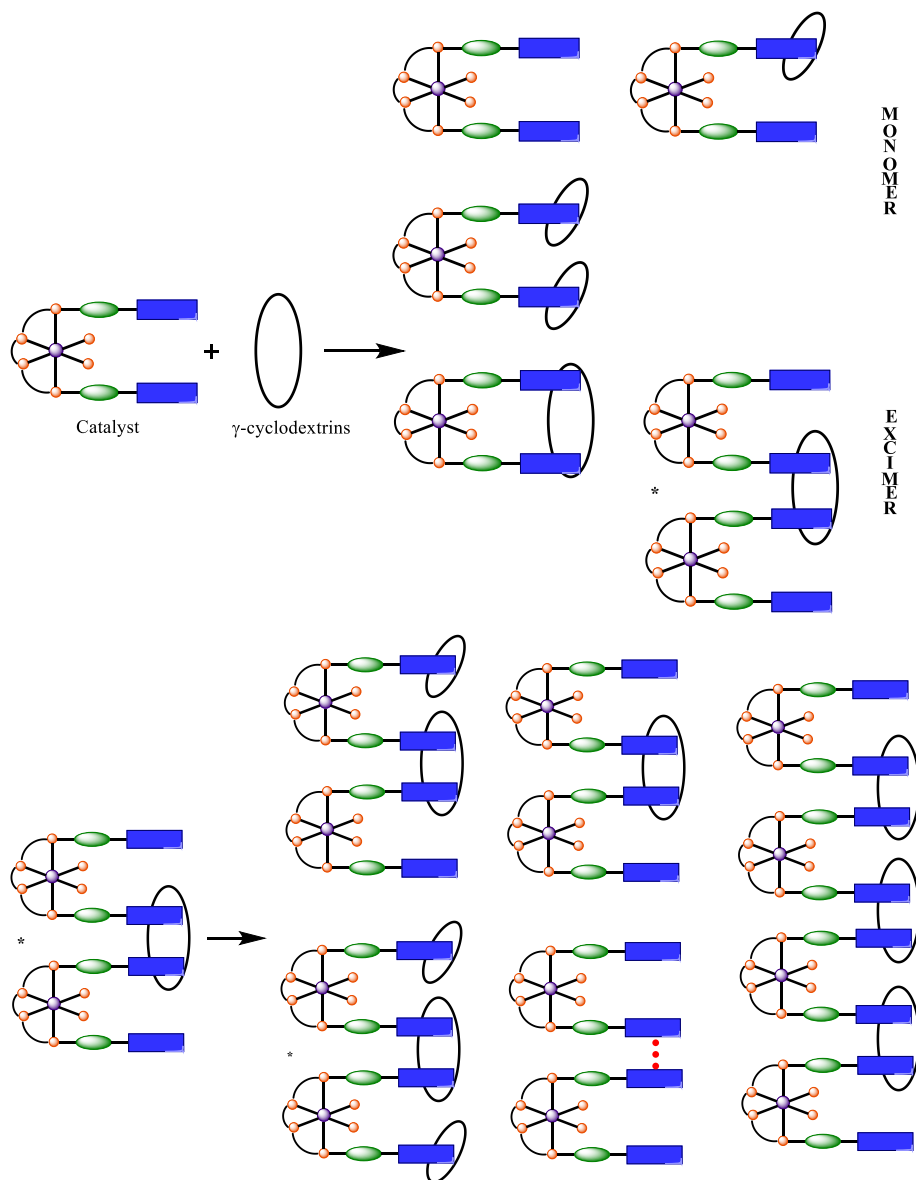 MONOMER
+
Catalyst
γ-cyclodextrins
EXCIMER
*
*
*